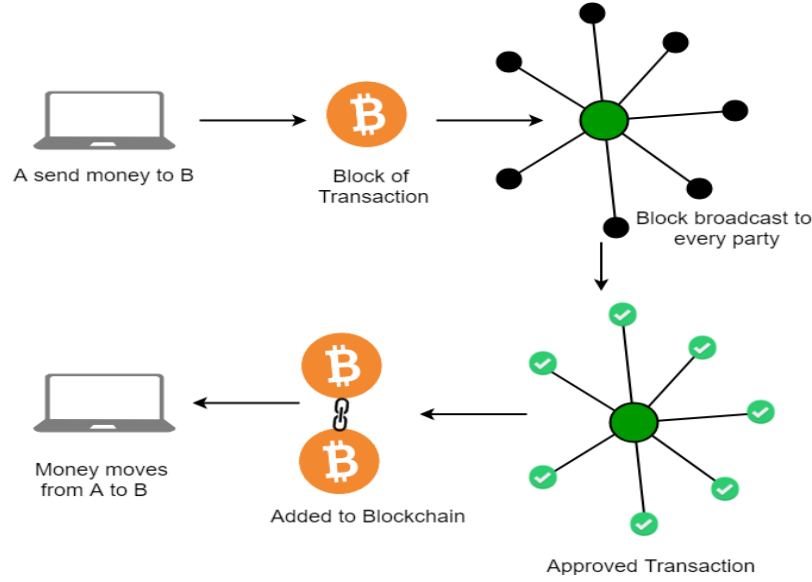 A send money to B
Block of
Transaction
Block broadcast to
every party
Money moves
from A to B
Added to Blockchain
Approved Transaction